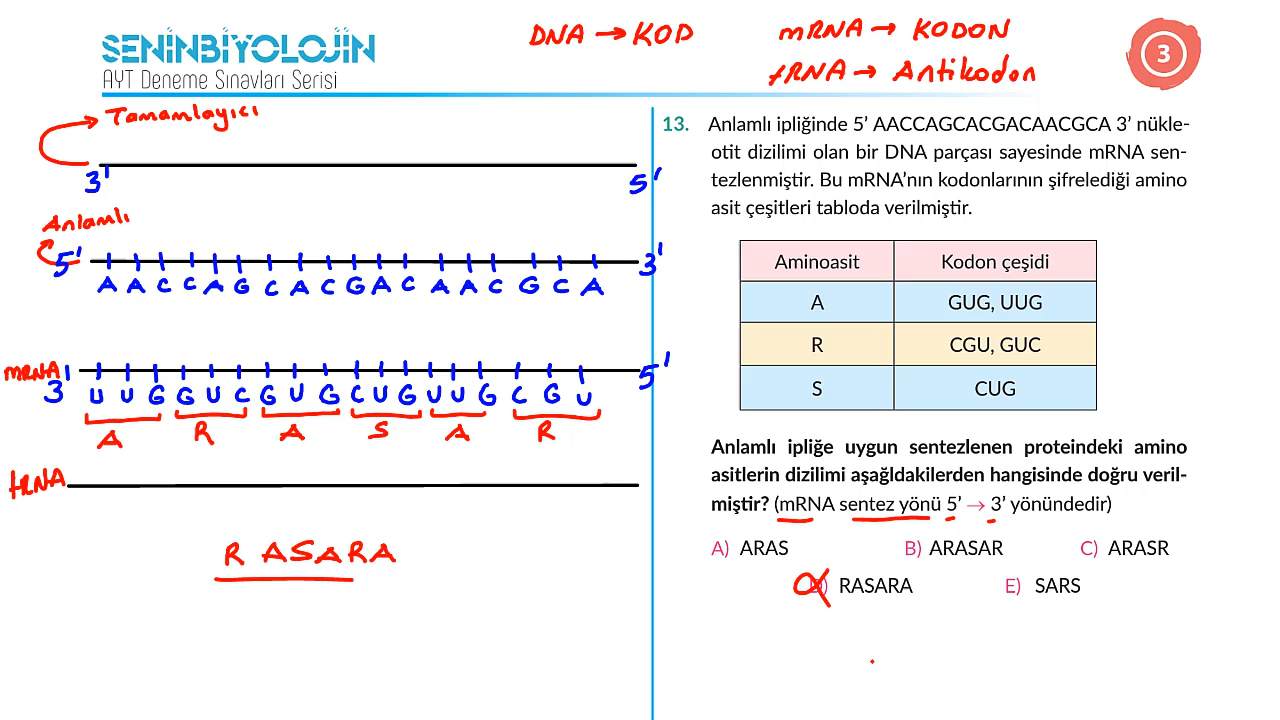 SENİNBİYOLOJİN
AYT Deneme Sınavları Serisi
DNA → KOD
mRNA → KODON
tRNA → Antikodon
3
Tamamlayıcı
3' 5'
Anlamlı
5' 3'
A A C C A G C A C G A C A A C G C A
mRNA
3' 5'
U U G G U C G U G C U G U U G C G U
A R A S A R
tRNA
R ASARA
13. Anlamlı ipliğinde 5’ AACCAGCACGACAACGCA 3’ nükle-
otit dizilimi olan bir DNA parçası sayesinde mRNA sen-
tezlenmiştir. Bu mRNA’nın kodonlarının şifrelediği amino
asit çeşitleri tabloda verilmiştir.
Aminoasit Kodon çeşidi
A GUG, UUG
R CGU, GUC
S CUG
Anlamlı ipliğe uygun sentezlenen proteindeki amino
asitlerin dizilimi aşağıdakilerden hangisinde doğru veril-
miştir? (mRNA sentez yönü 5’ → 3’ yönündedir)
A) ARAS B) ARASAR C) ARASR
D) RASARA E) SARS